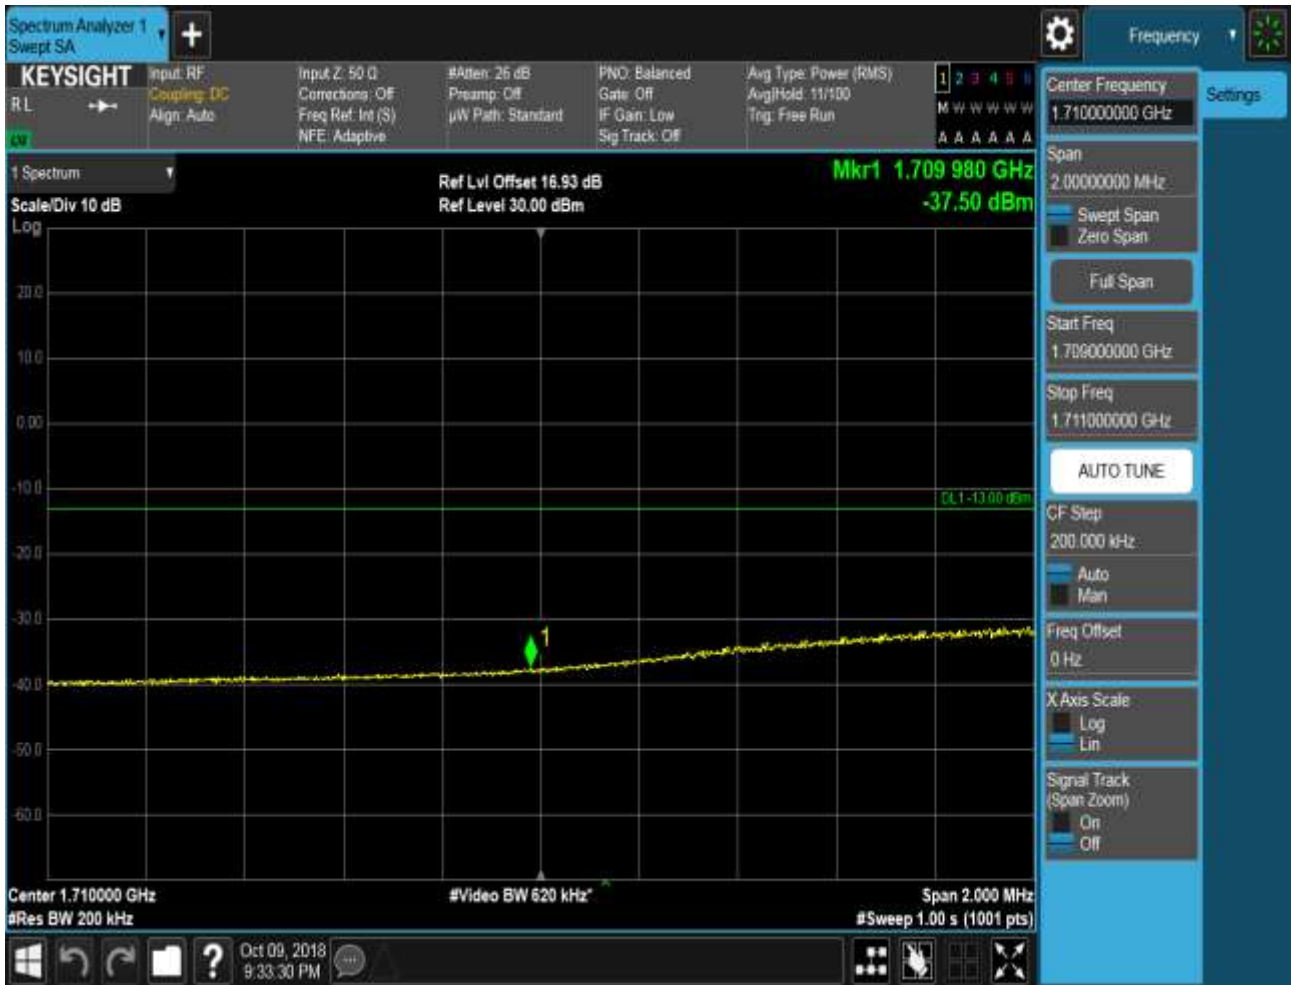 Spectrum Analyzer 1
Swept SA
+
Frequency
KEYSIGHT
RL
LXI
Input: RF
Coupling: DC
Align: Auto
Input Z: 50 Ω
Corrections: Off
Freq Ref: Int (S)
NFE: Adaptive
#Atten: 26 dB
Preamp: Off
µW Path: Standard
PNO: Balanced
Gate: Off
IF Gain: Low
Sig Track: Off
Avg Type: Power (RMS)
Avg|Hold: 11/100
Trig: Free Run
1 2 3 4 5 6
M W W W W W
A A A A A A
1 Spectrum
Scale/Div 10 dB
Log
Ref Lvl Offset 16.93 dB
Ref Level 30.00 dBm
Mkr1 1.709 980 GHz
-37.50 dBm
20.0
10.0
0.00
-10.0
DL1 -13.00 dBm
-20.0
-30.0
1
-40.0
-50.0
-60.0
Center 1.710000 GHz
#Res BW 200 kHz
#Video BW 620 kHz*
Span 2.000 MHz
#Sweep 1.00 s (1001 pts)
Center Frequency
1.710000000 GHz
Settings
Span
2.00000000 MHz
Swept Span
Zero Span
Full Span
Start Freq
1.709000000 GHz
Stop Freq
1.711000000 GHz
AUTO TUNE
CF Step
200.000 kHz
Auto
Man
Freq Offset
0 Hz
X Axis Scale
Log
Lin
Signal Track
(Span Zoom)
On
Off
?
Oct 09, 2018
9:33:30 PM